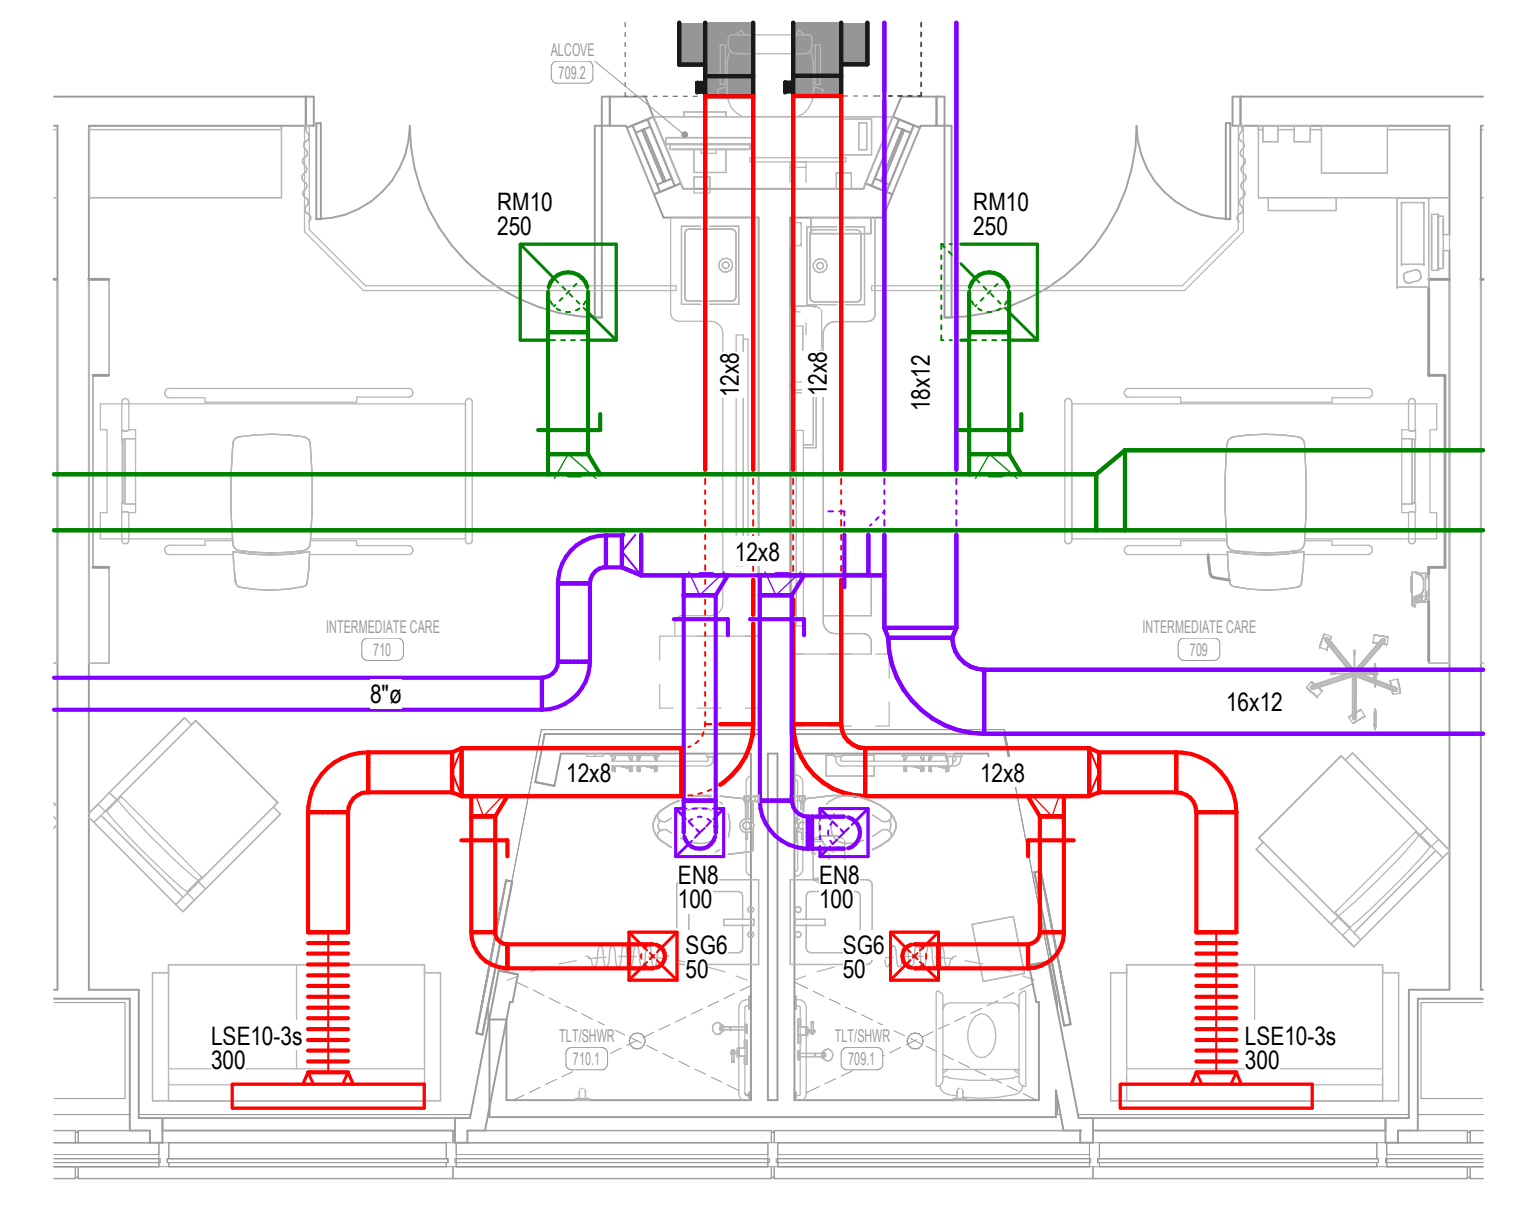 ALCOVE
709.2
RM10
250
RM10
250
12x8
12x8
18x12
12x8
INTERMEDIATE CARE
710
INTERMEDIATE CARE
709
8"ø
16x12
12x8
12x8
EN8
100
EN8
100
SG6
50
SG6
50
LSE10-3s
300
TLT/SHWR
710.1
TLT/SHWR
709.1
LSE10-3s
300